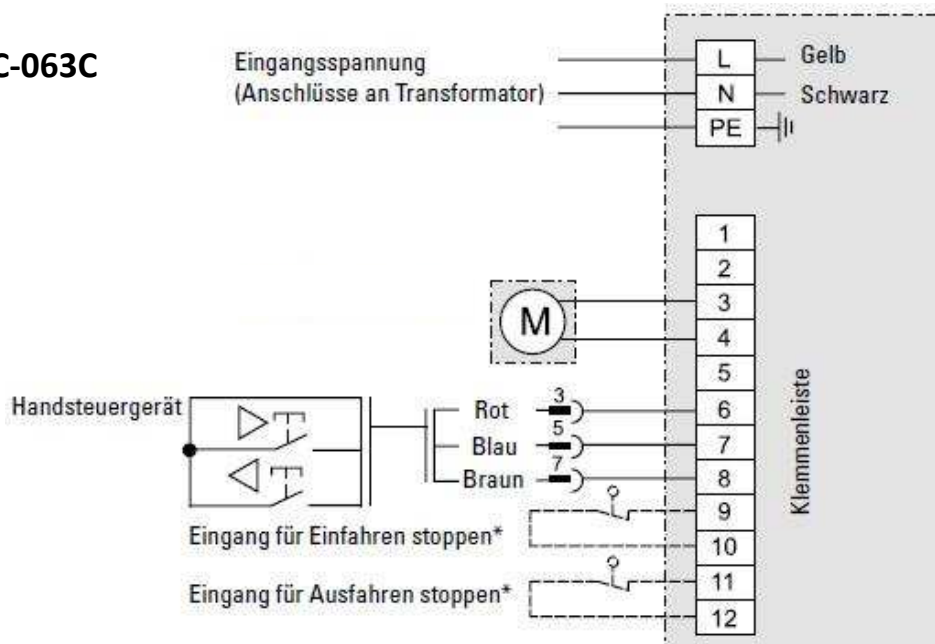 C-063C
Eingangsspannung
(Anschlüsse an Transformator)
L
Gelb
N
Schwarz
PE
1
2
3
M
4
5
Klemmenleiste
Handsteuergerät
Rot
3
6
Blau
5
7
Braun
7
8
9
Eingang für Einfahren stoppen*
10
11
Eingang für Ausfahren stoppen*
12